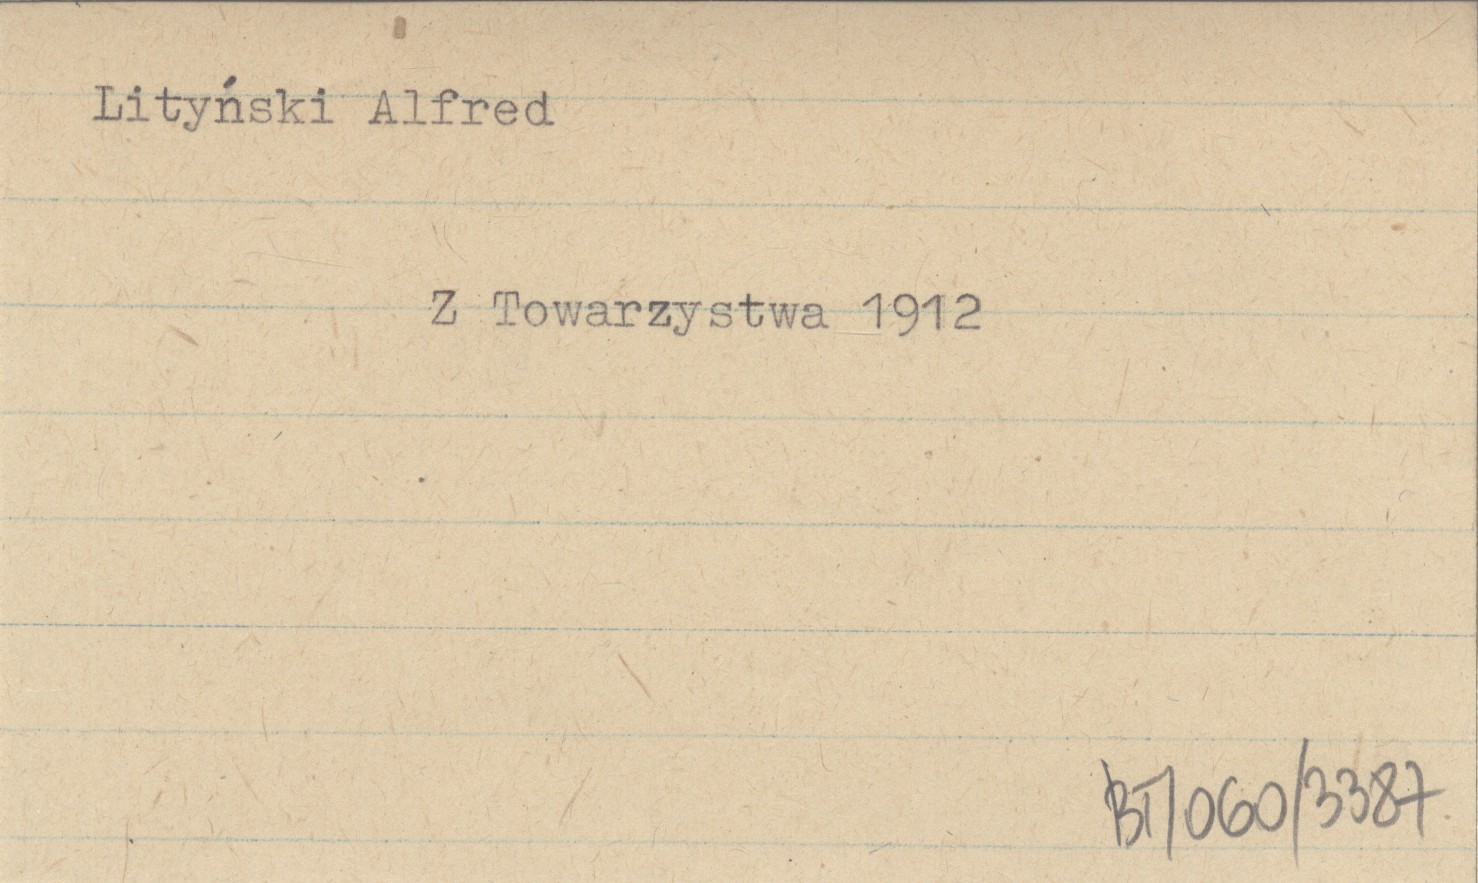 Lityński Alfred
Z Towarzystwa 1912
BT/060/3387